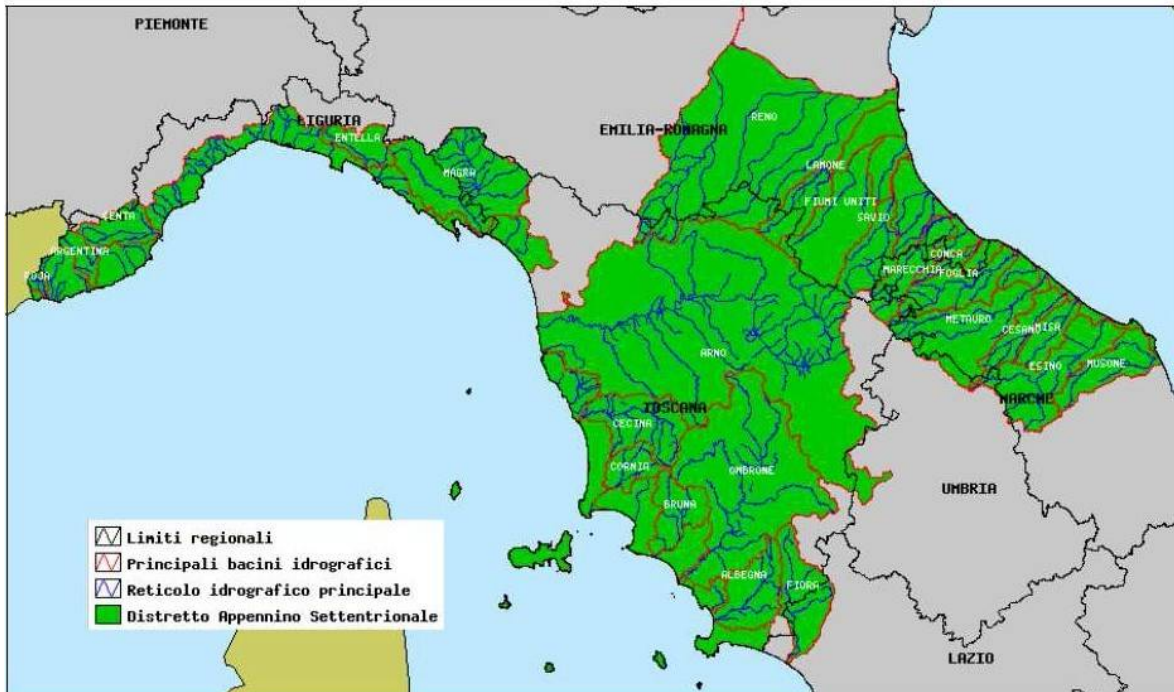 PIEMONTE
LIGURIA
ENTELLA
MAGRA
CENTA
ARGENTINA
ROJA
EMILIA-ROMAGNA
RENO
LAMONE
FIUMI UNITI
SAVIO
CONCA
MARECCHIA
FOGLIA
METAURO
CESANO
MISA
ESINO
MUSONE
MARCHE
ARNO
TOSCANA
CECINA
CORNIA
OMBRONE
BRUNA
UMBRIA
ALBEGNA
FIORA
LAZIO
Limiti regionali
Principali bacini idrografici
Reticolo idrografico principale
Distretto Appennino Settentrionale